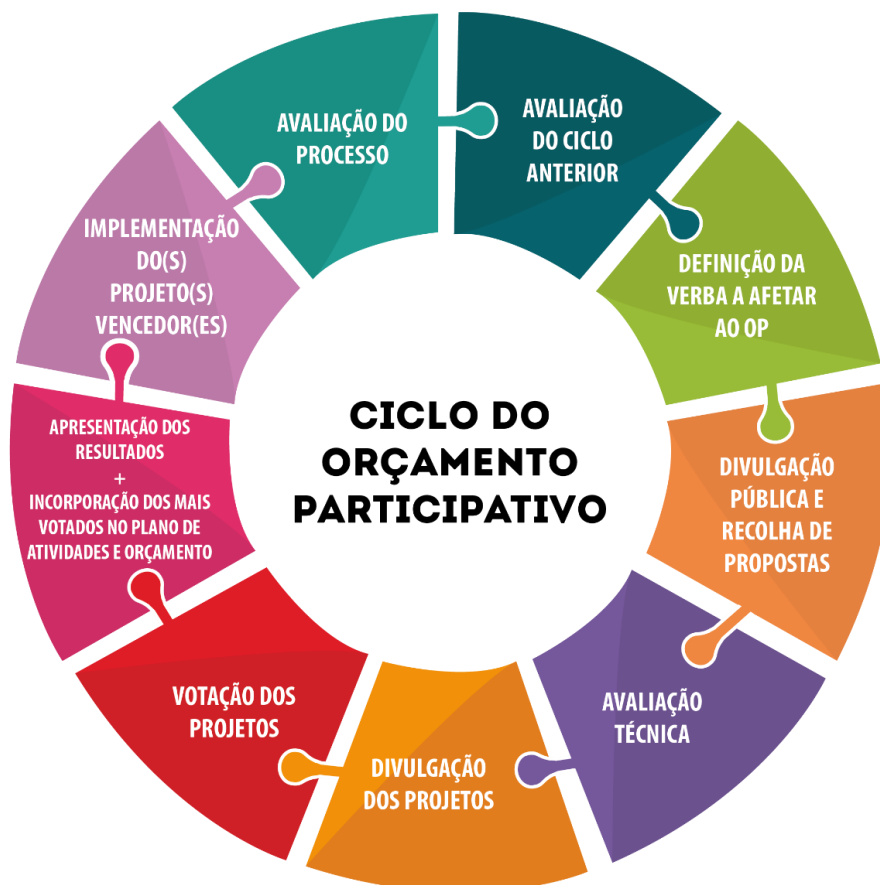 CICLO DO
ORÇAMENTO
PARTICIPATIVO
AVALIAÇÃO
DO CICLO
ANTERIOR
DEFINIÇÃO DA
VERBA A AFETAR
AO OP
DIVULGAÇÃO
PÚBLICA E
RECOLHA DE
PROPOSTAS
AVALIAÇÃO
TÉCNICA
DIVULGAÇÃO
DOS PROJETOS
VOTAÇÃO DOS
PROJETOS
APRESENTAÇÃO DOS
RESULTADOS
+
INCORPORAÇÃO DOS MAIS
VOTADOS NO PLANO DE
ATIVIDADES E ORÇAMENTO
IMPLEMENTAÇÃO
DO(S)
PROJETO(S)
VENCEDOR(ES)
AVALIAÇÃO DO
PROCESSO